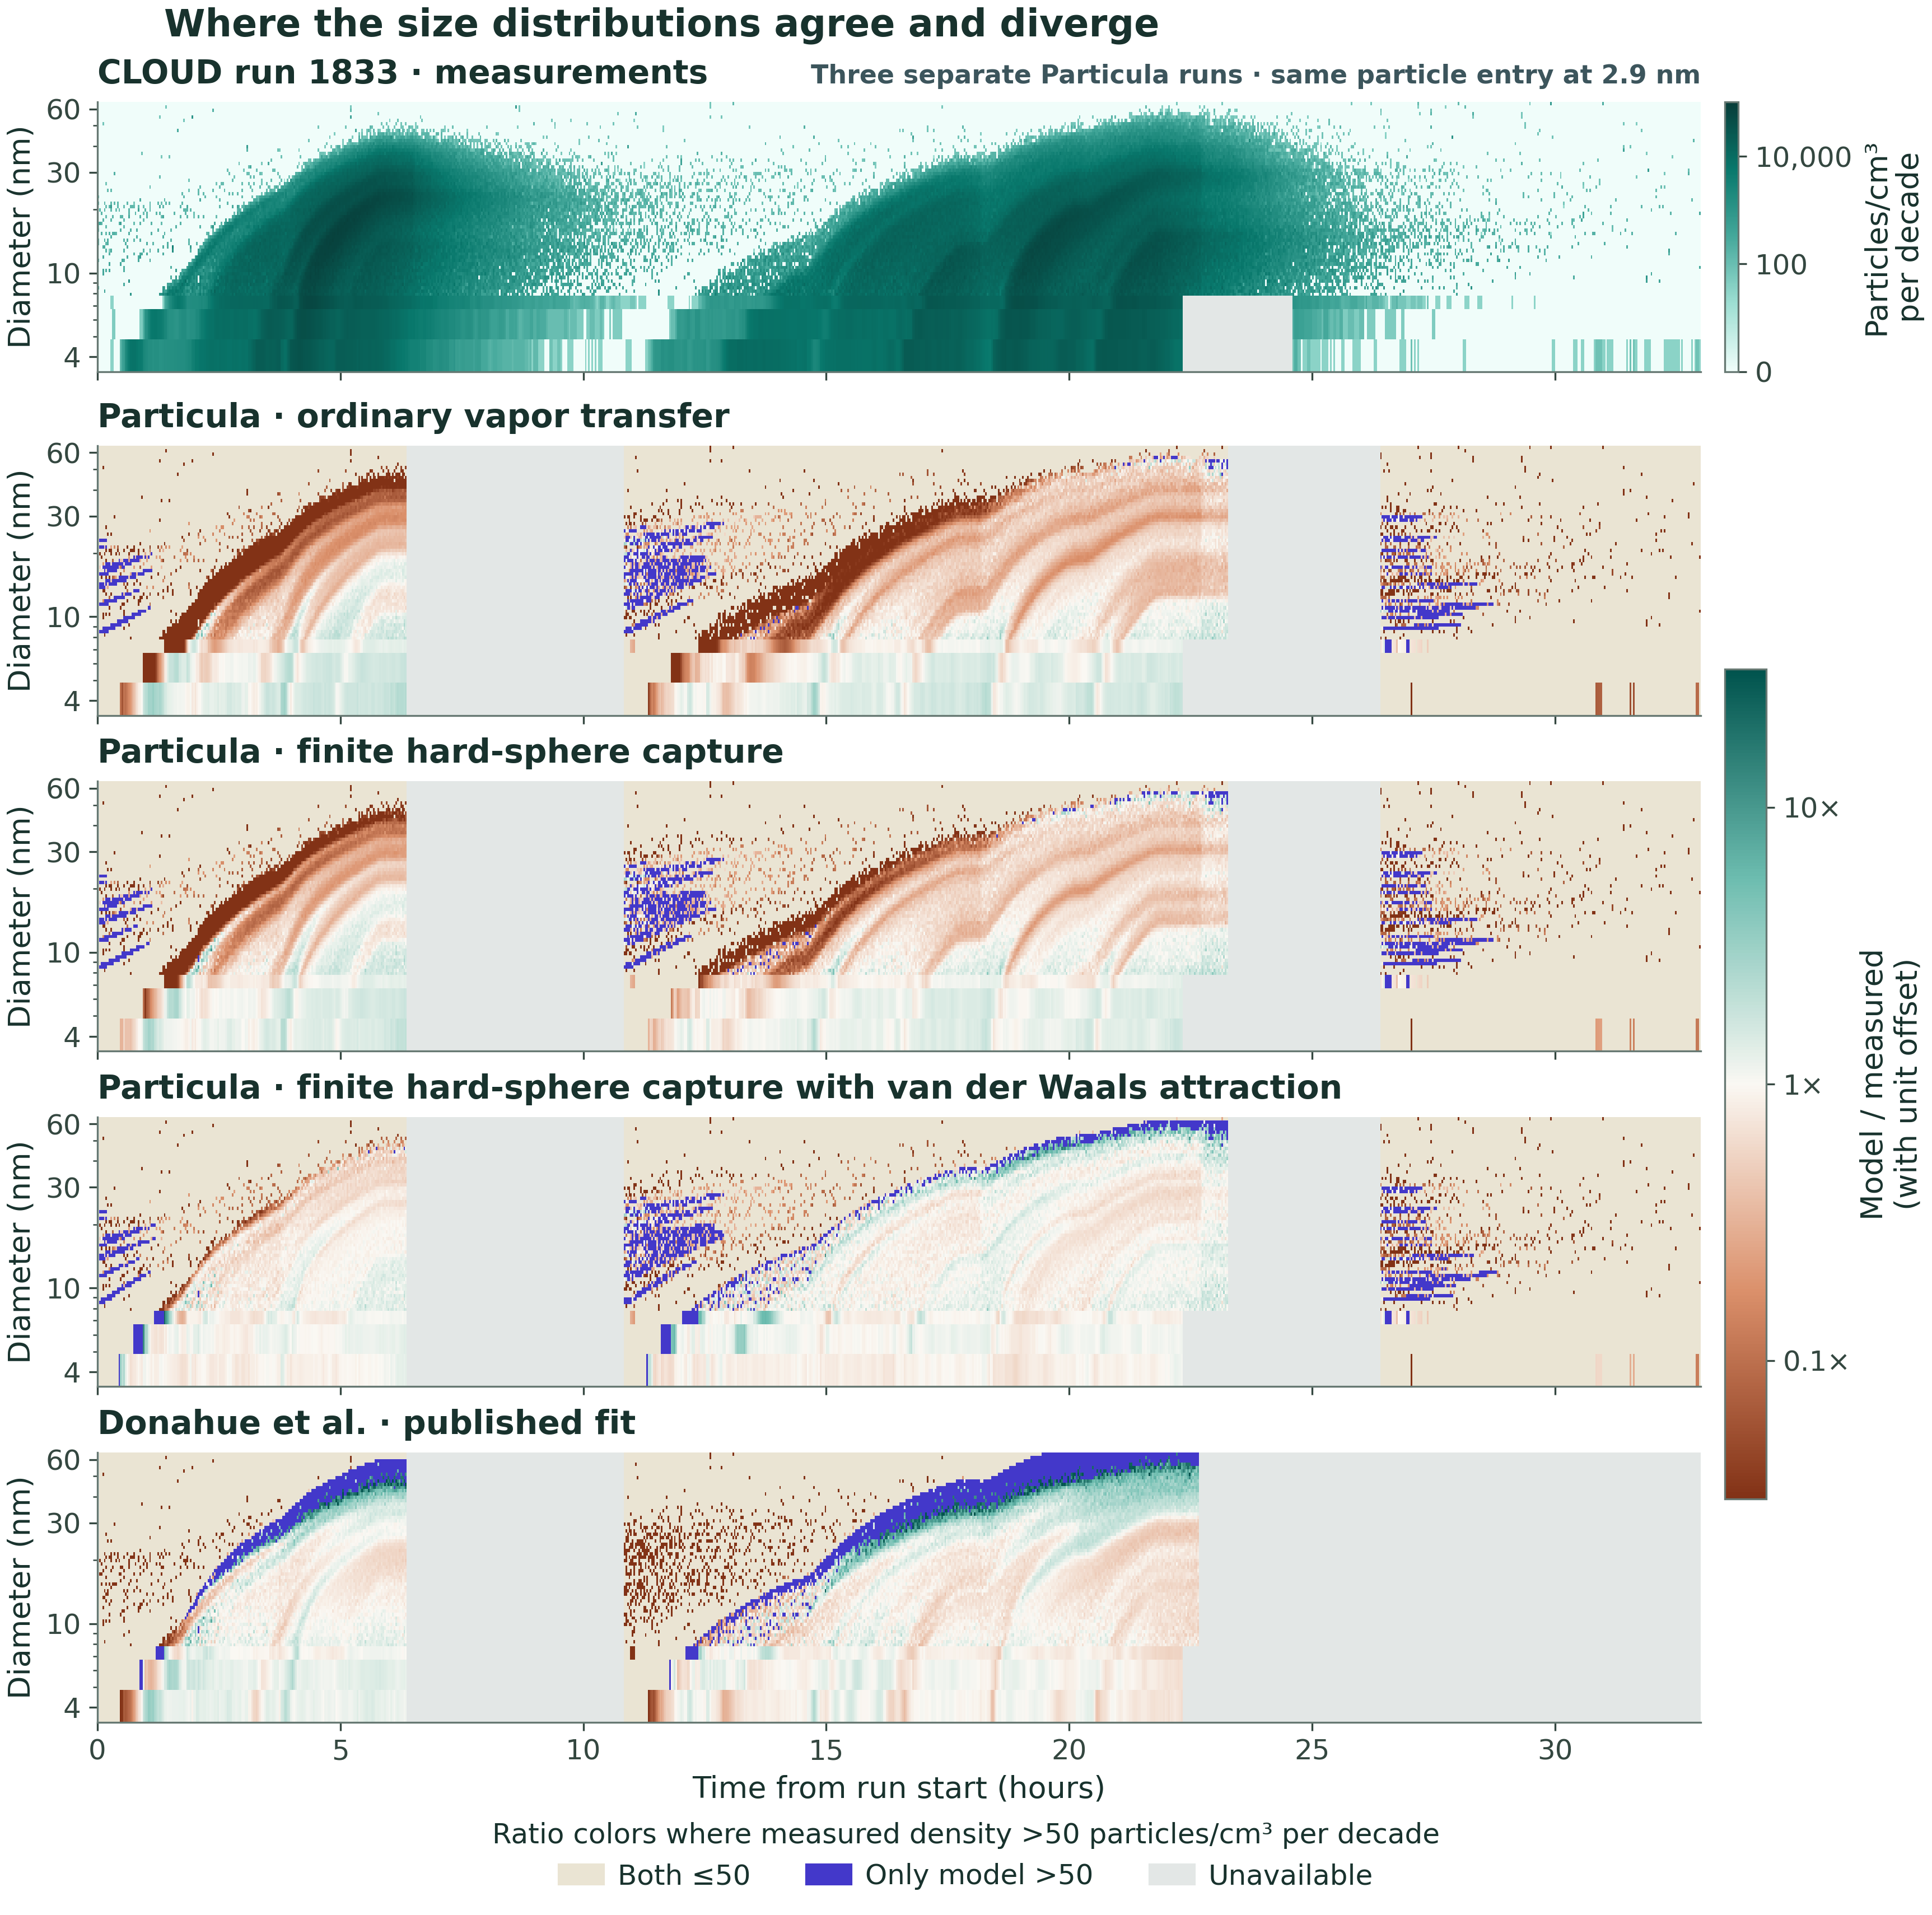 Where the size distributions agree and diverge
CLOUD run 1833 · measurements
Three separate Particula runs · same particle entry at 2.9 nm
Diameter (nm)
60
30
10
4
10,000
100
0
Particles/cm³
per decade
Particula · ordinary vapor transfer
Diameter (nm)
60
30
10
4
Particula · finite hard-sphere capture
Diameter (nm)
60
30
10
4
Particula · finite hard-sphere capture with van der Waals attraction
Diameter (nm)
60
30
10
4
10×
1×
0.1×
Model / measured
(with unit offset)
Donahue et al. · published fit
Diameter (nm)
60
30
10
4
0 5 10 15 20 25 30
Time from run start (hours)
Ratio colors where measured density >50 particles/cm³ per decade
Both ≤50 Only model >50 Unavailable